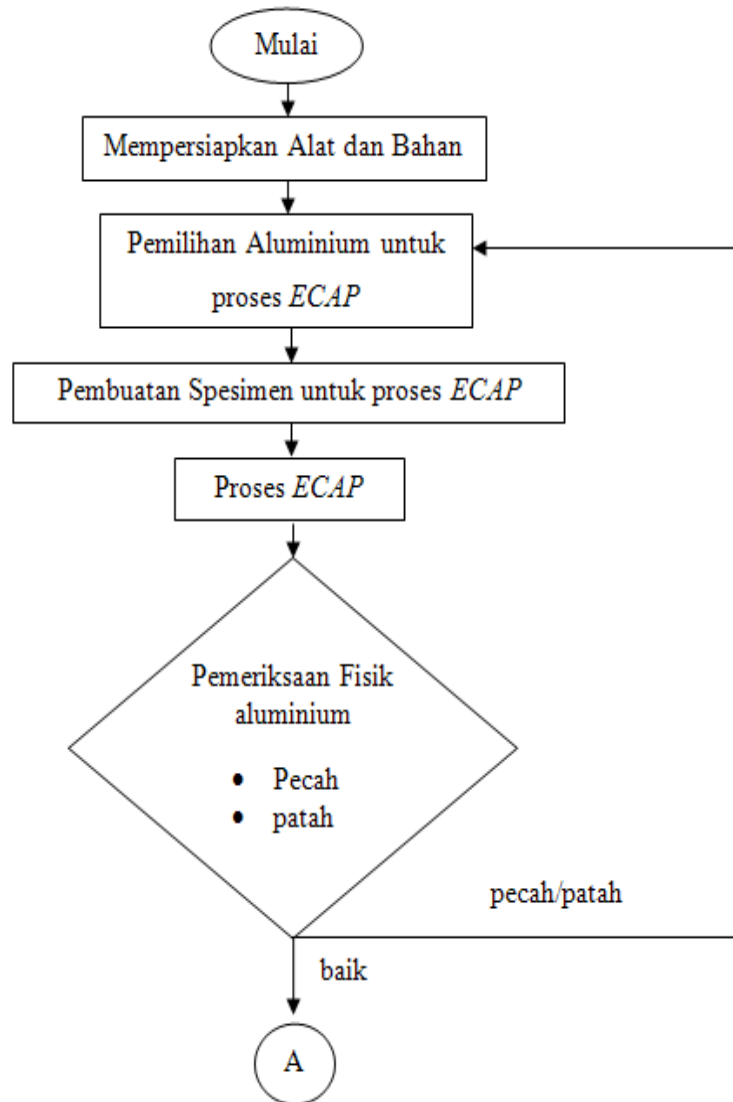 Mulai
Mempersiapkan Alat dan Bahan
Pemilihan Aluminium untuk
proses ECAP
Pembuatan Spesimen untuk proses ECAP
Proses ECAP
Pemeriksaan Fisik
aluminium
• Pecah
• patah
pecah/patah
baik
A